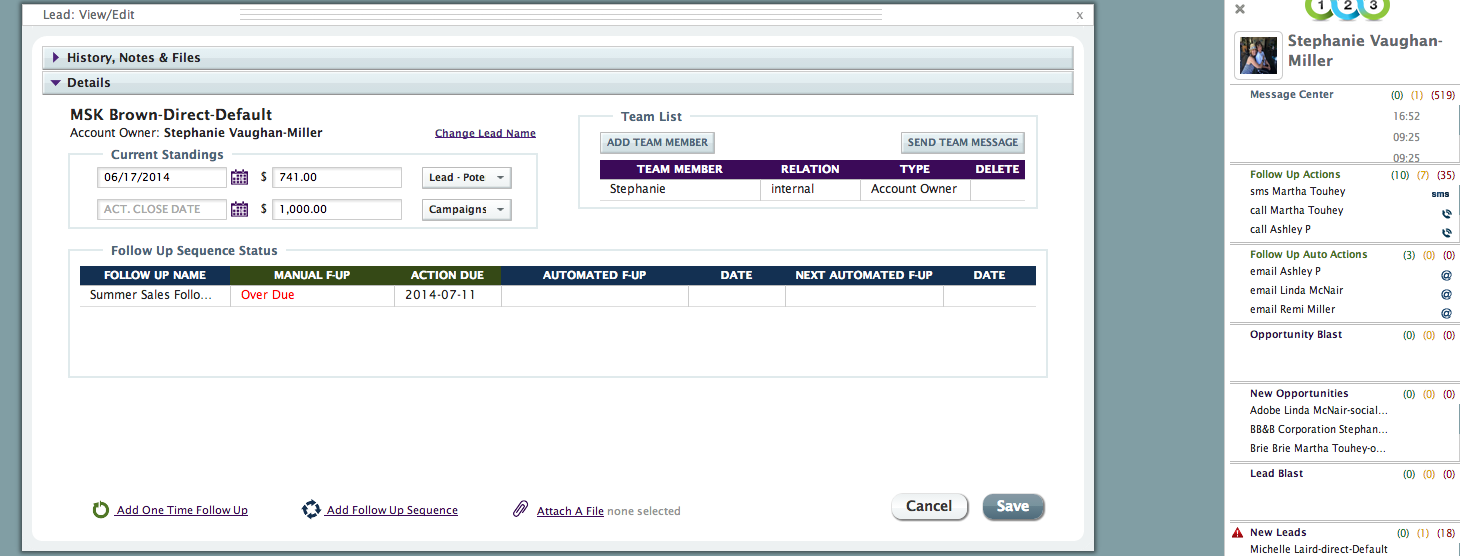 Lead: View/Edit
x
History, Notes & Files
Details
MSK Brown-Direct-Default
Account Owner: Stephanie Vaughan-Miller
Change Lead Name
Current Standings
06/17/2014 $ 741.00 Lead - Pote
ACT. CLOSE DATE $ 1,000.00 Campaigns
Team List
ADD TEAM MEMBER SEND TEAM MESSAGE
TEAM MEMBER RELATION TYPE DELETE
Stephanie internal Account Owner
Follow Up Sequence Status
FOLLOW UP NAME MANUAL F-UP ACTION DUE AUTOMATED F-UP DATE NEXT AUTOMATED F-UP DATE
Summer Sales Follo... Over Due 2014-07-11
Add One Time Follow Up Add Follow Up Sequence Attach A File none selected
Cancel Save
x
1 2 3
Stephanie Vaughan-
Miller
Message Center (0) (1) (519)
16:52
09:25
09:25
Follow Up Actions (10) (7) (35)
sms Martha Touhey sms
call Martha Touhey
call Ashley P
Follow Up Auto Actions (3) (0) (0)
email Ashley P @
email Linda McNair @
email Remi Miller @
Opportunity Blast (0) (0) (0)
New Opportunities (0) (0) (0)
Adobe Linda McNair-social...
BB&B Corporation Stephan...
Brie Brie Martha Touhey-o...
Lead Blast (0) (0) (0)
New Leads (0) (1) (18)
Michelle Laird-direct-Default